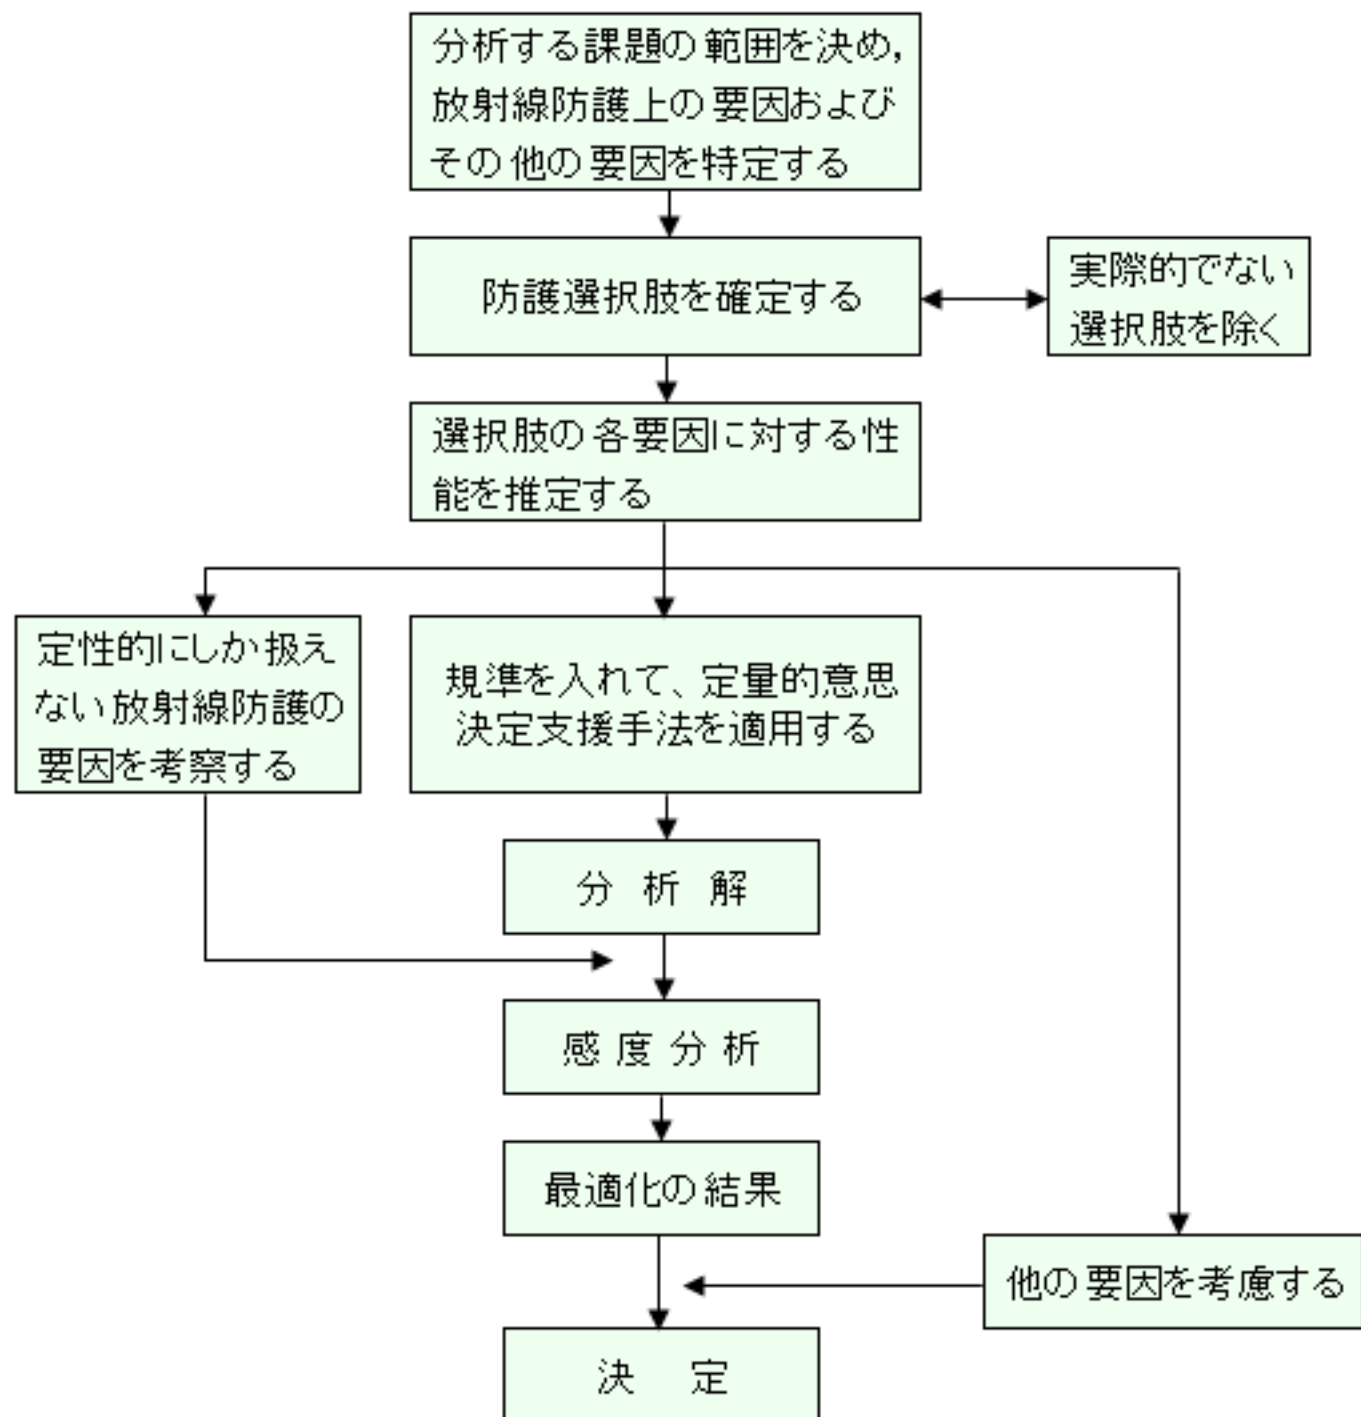 分析する課題の範囲を決め，
放射線防護上の要因および
その他の要因を特定する
防護選択肢を確定する
実際的でない
選択肢を除く
選択肢の各要因に対する性
能を推定する
定性的にしか扱え
ない放射線防護の
要因を考察する
規準を入れて、定量的意思
決定支援手法を適用する
分析解
感度分析
最適化の結果
他の要因を考慮する
決定